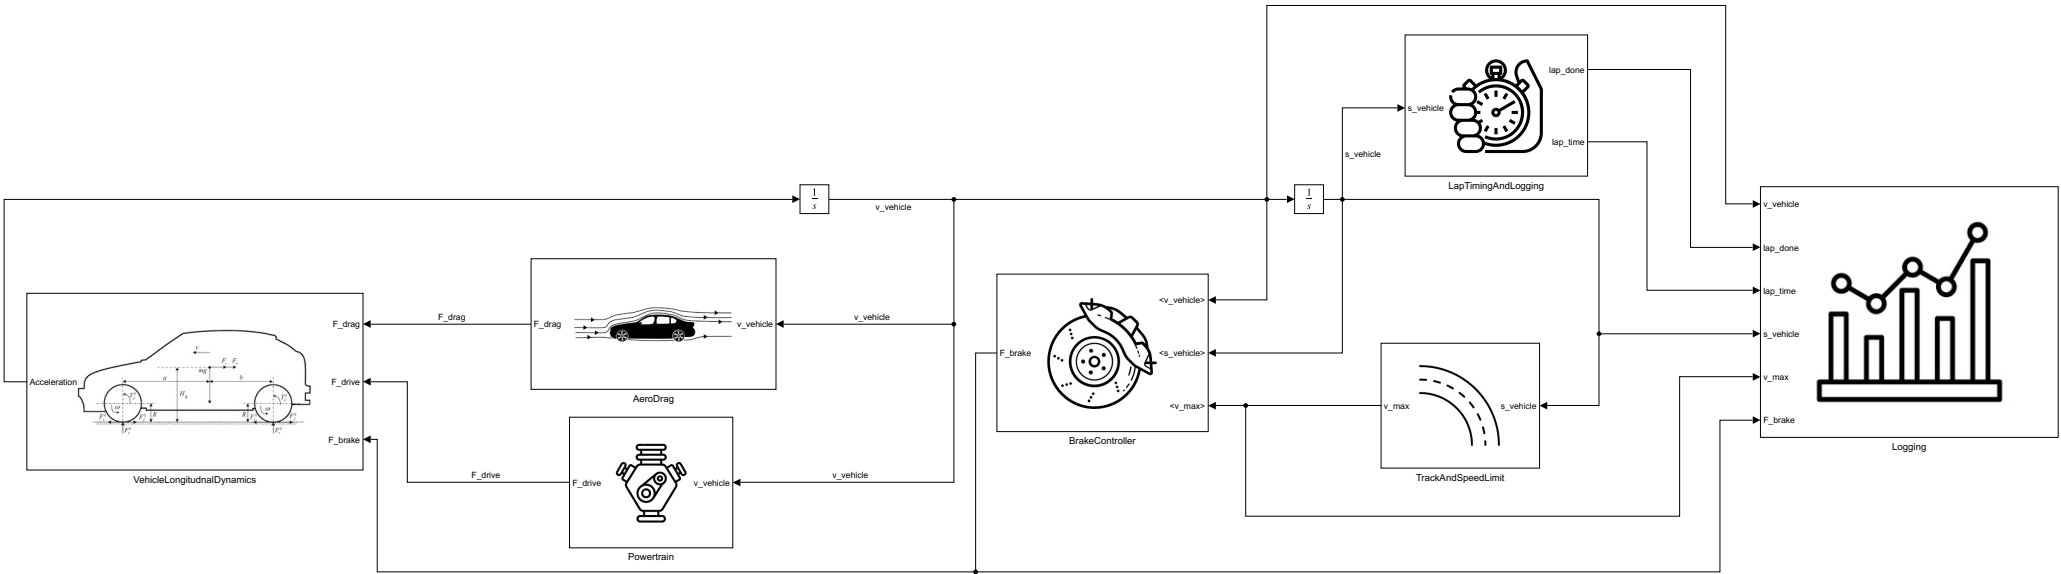 lap_done
s_vehicle
lap_time
s_vehicle
LapTimingAndLogging
1
s
v_vehicle
1
s
v_vehicle
lap_done
lap_time
s_vehicle
v_max
F_brake
Logging
F_drag
Acceleration
F_drive
F_brake
VehicleLongitudnalDynamics
F_drag
F_drag
v_vehicle
AeroDrag
v_vehicle
F_drive
F_drive
v_vehicle
Powertrain
v_vehicle
<v_vehicle>
F_brake
<s_vehicle>
<v_max>
BrakeController
v_max
s_vehicle
TrackAndSpeedLimit
v
mg
a
b